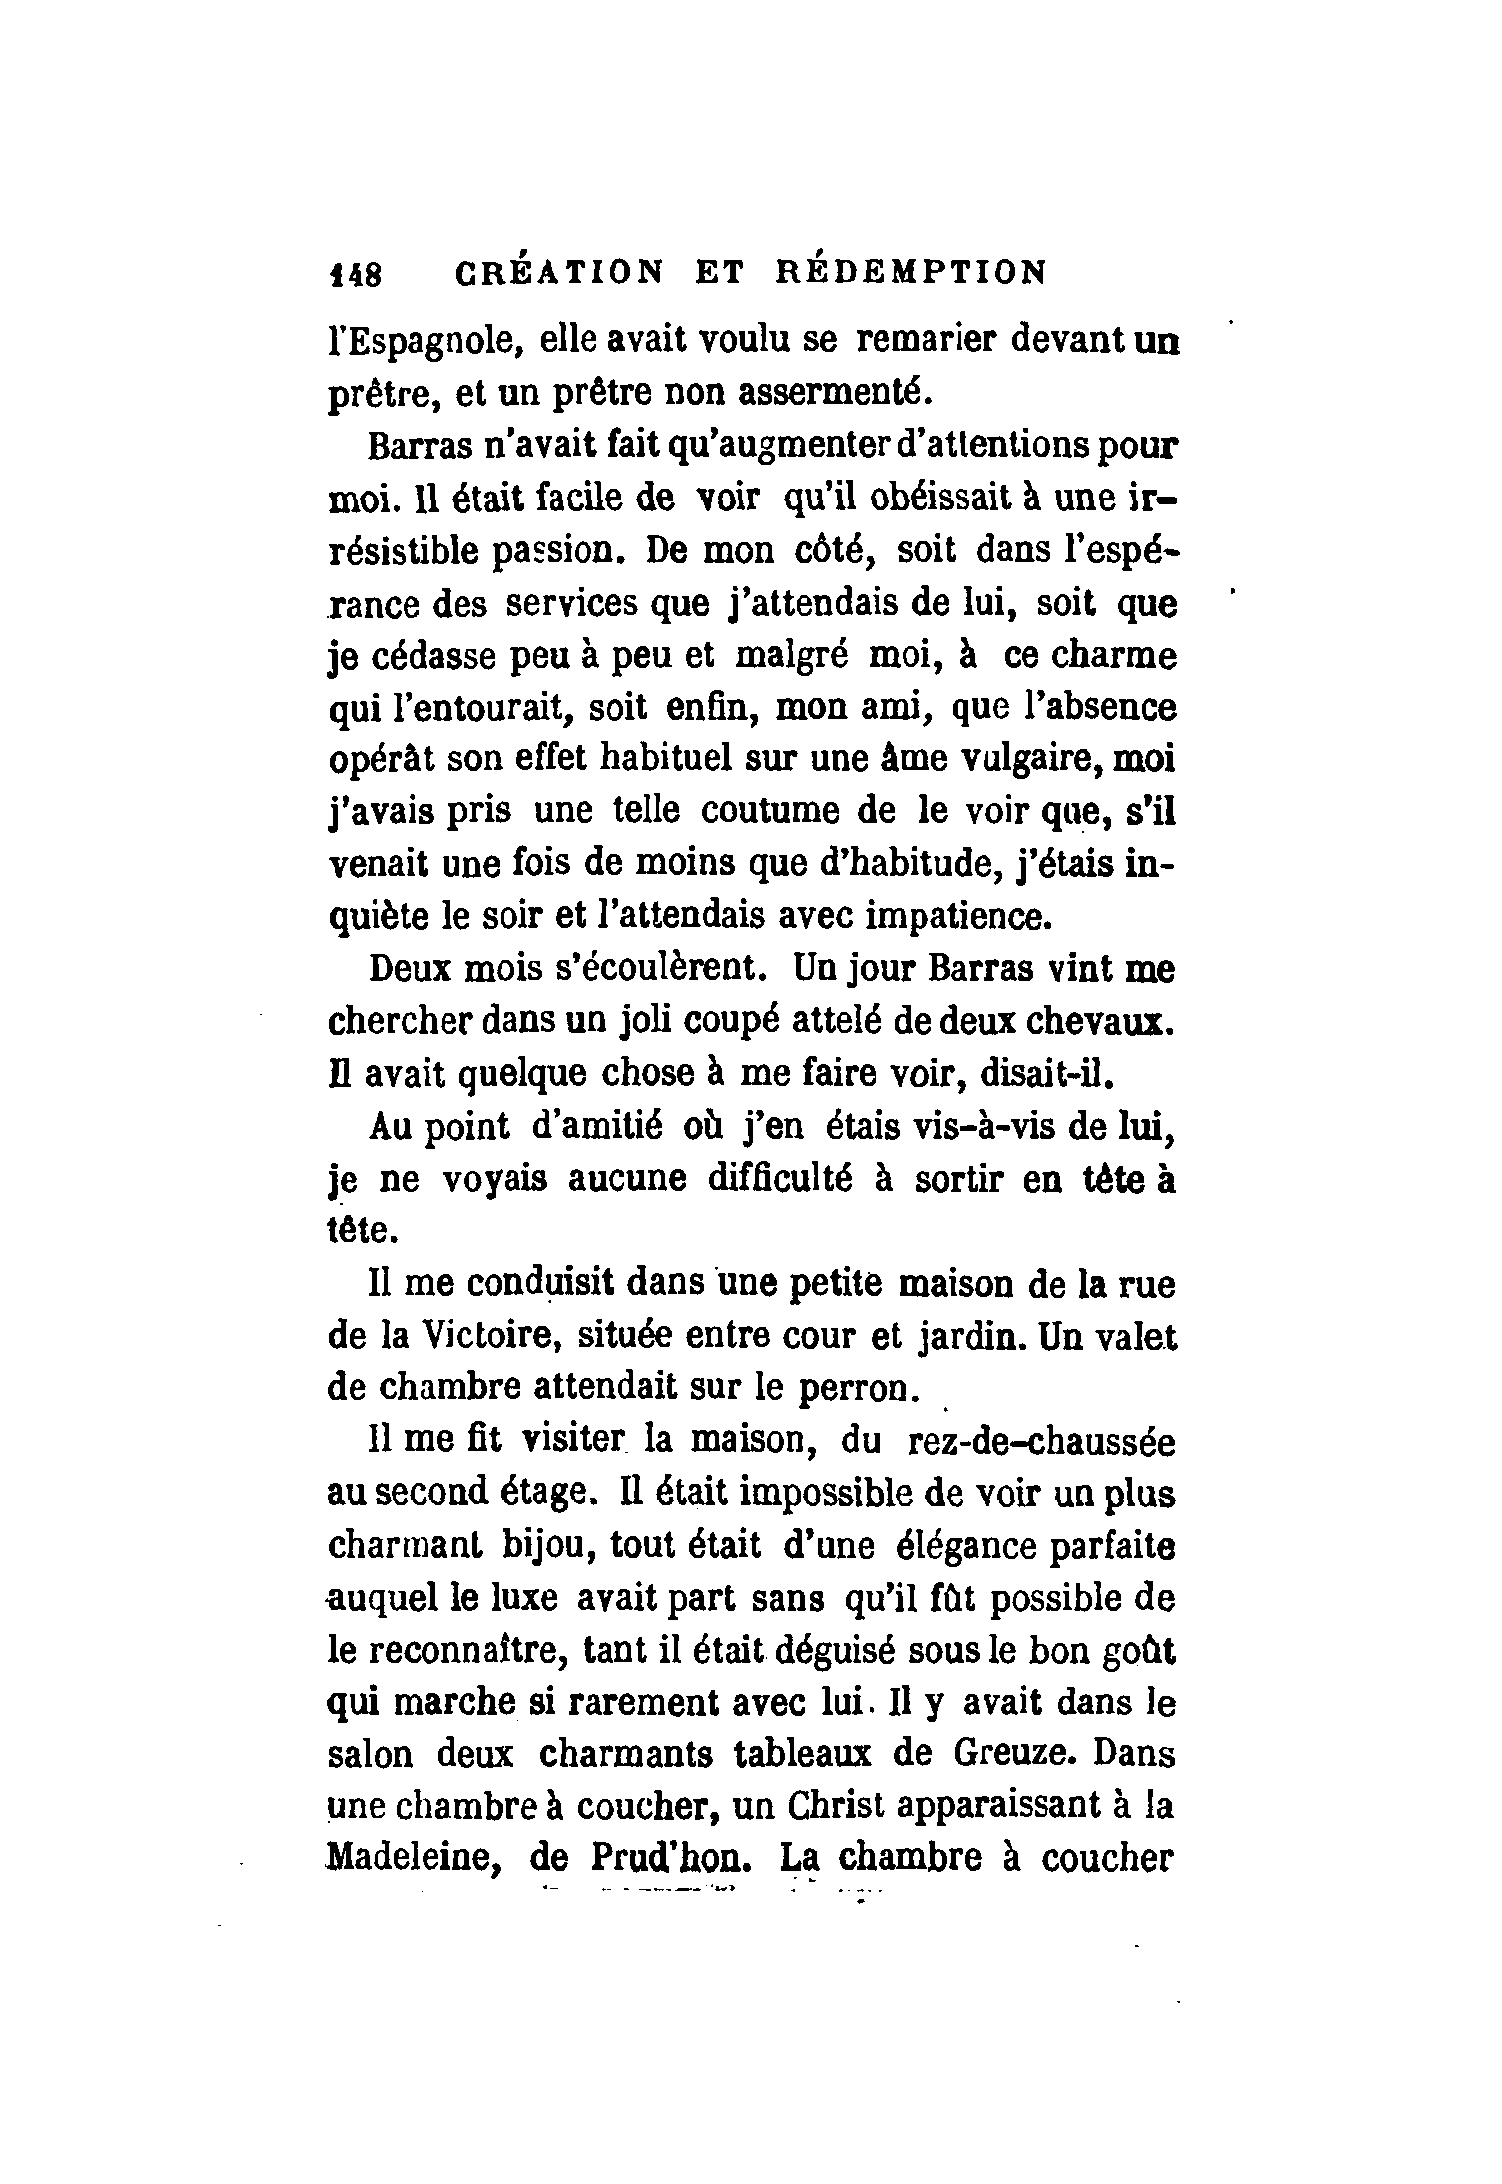 148 CRÉATION ET RÉDEMPTION
l'Espagnole, elle avait voulu se remarier devant un
prêtre, et un prêtre non assermenté.
Barras n'avait fait qu'augmenter d'attentions pour
moi. Il était facile de voir qu'il obéissait à une ir-
résistible passion. De mon côté, soit dans l'espé-
rance des services que j'attendais de lui, soit que
je cédasse peu à peu et malgré moi, à ce charme
qui l'entourait, soit enfin, mon ami, que l'absence
opérât son effet habituel sur une âme vulgaire, moi
j'avais pris une telle coutume de le voir que, s'il
venait une fois de moins que d'habitude, j'étais in-
quiète le soir et l'attendais avec impatience.
Deux mois s'écoulèrent. Un jour Barras vint me
chercher dans un joli coupé attelé de deux chevaux.
Il avait quelque chose à me faire voir, disait-il.
Au point d'amitié où j'en étais vis-à-vis de lui,
je ne voyais aucune difficulté à sortir en tête à
tête.
Il me conduisit dans une petite maison de la rue
de la Victoire, située entre cour et jardin. Un valet
de chambre attendait sur le perron.
Il me fit visiter la maison, du rez-de-chaussée
au second étage. Il était impossible de voir un plus
charmant bijou, tout était d'une élégance parfaite
auquel le luxe avait part sans qu'il fût possible de
le reconnaître, tant il était déguisé sous le bon goût
qui marche si rarement avec lui. Il y avait dans le
salon deux charmants tableaux de Greuze. Dans
une chambre à coucher, un Christ apparaissant à la
Madeleine, de Prud'hon. La chambre à coucher